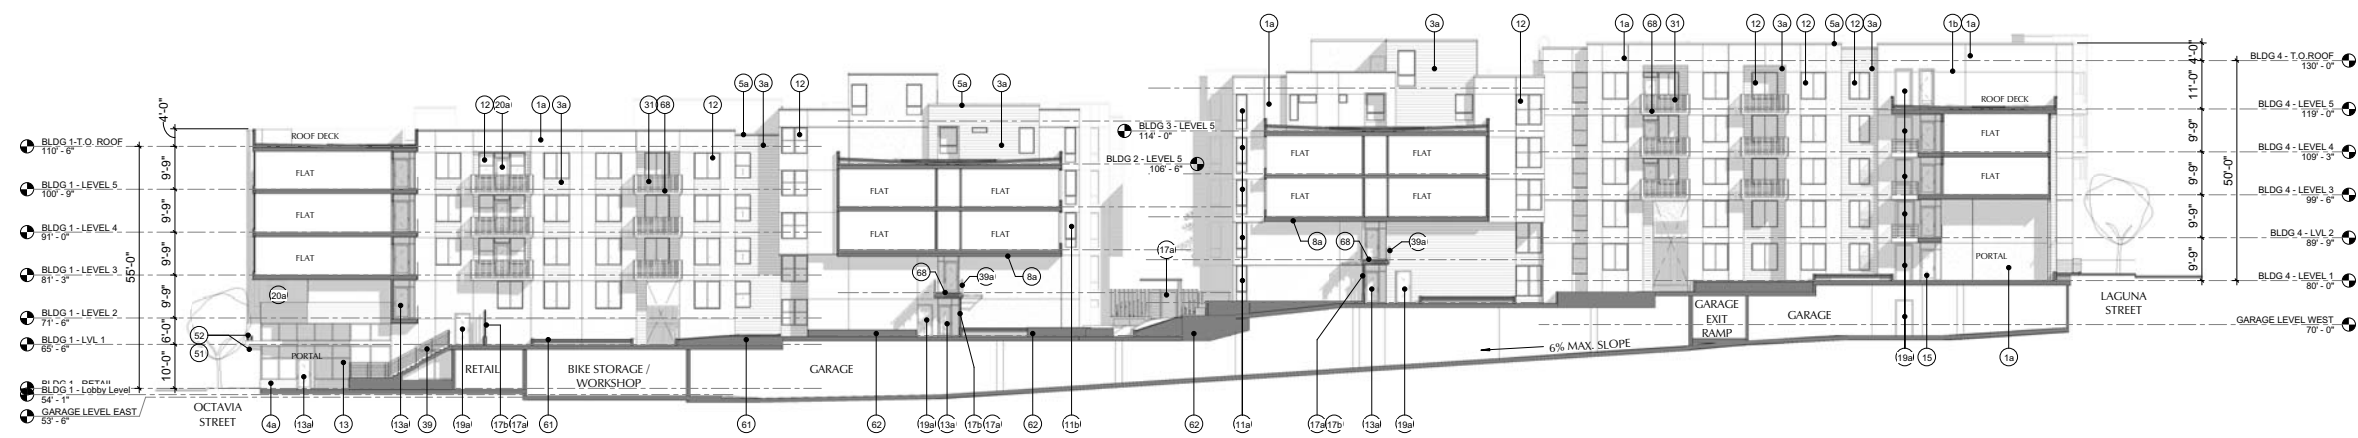 1a
3a
12
1a
68
31
12
3a
12
5a
12
3a
1b
1a
4'-0"
BLDG 4 - T.O.ROOF
130' - 0"
11'-0"
ROOF DECK
BLDG 4 - LEVEL 5
119' - 0"
9'-9"
FLAT
BLDG 4 - LEVEL 4
109' - 3"
9'-9"
FLAT
50'-0"
BLDG 4 - LEVEL 3
99' - 6"
9'-9"
BLDG 4 - LVL 2
89' - 9"
9'-9"
PORTAL
BLDG 4 - LEVEL 1
80' - 0"
LAGUNA
STREET
GARAGE LEVEL WEST
70' - 0"
12
20a
1a
3a
31
68
12
5a
3a
12
5a
3a
4'-0"
ROOF DECK
BLDG 1-T.O. ROOF
110' - 6"
9'-9"
FLAT
BLDG 1 - LEVEL 5
100' - 9"
9'-9"
FLAT
BLDG 1 - LEVEL 4
91' - 0"
55'-0"
9'-9"
FLAT
BLDG 1 - LEVEL 3
81' - 3"
9'-9"
20a
BLDG 1 - LEVEL 2
71' - 6"
6'-0"
52
51
BLDG 1 - LVL 1
65' - 6"
10'-0"
PORTAL
BLDG 1 - RETAIL
BLDG 1 - Lobby Level
54' - 1"
GARAGE LEVEL EAST
53' - 6"
OCTAVIA
STREET
BLDG 3 - LEVEL 5
114' - 0"
BLDG 2 - LEVEL 5
106' - 6"
FLAT
FLAT
FLAT
FLAT
FLAT
FLAT
FLAT
FLAT
68
39a
8a
17a
8a
68
39a
RETAIL
BIKE STORAGE /
WORKSHOP
GARAGE
6% MAX. SLOPE
GARAGE
EXIT
RAMP
GARAGE
19a
15
1a
4a
13a
13
13a
39
19a
17b
17a
61
61
62
19a
13a
17b
17a
62
11b
62
11a
17a
17b
13a
19a